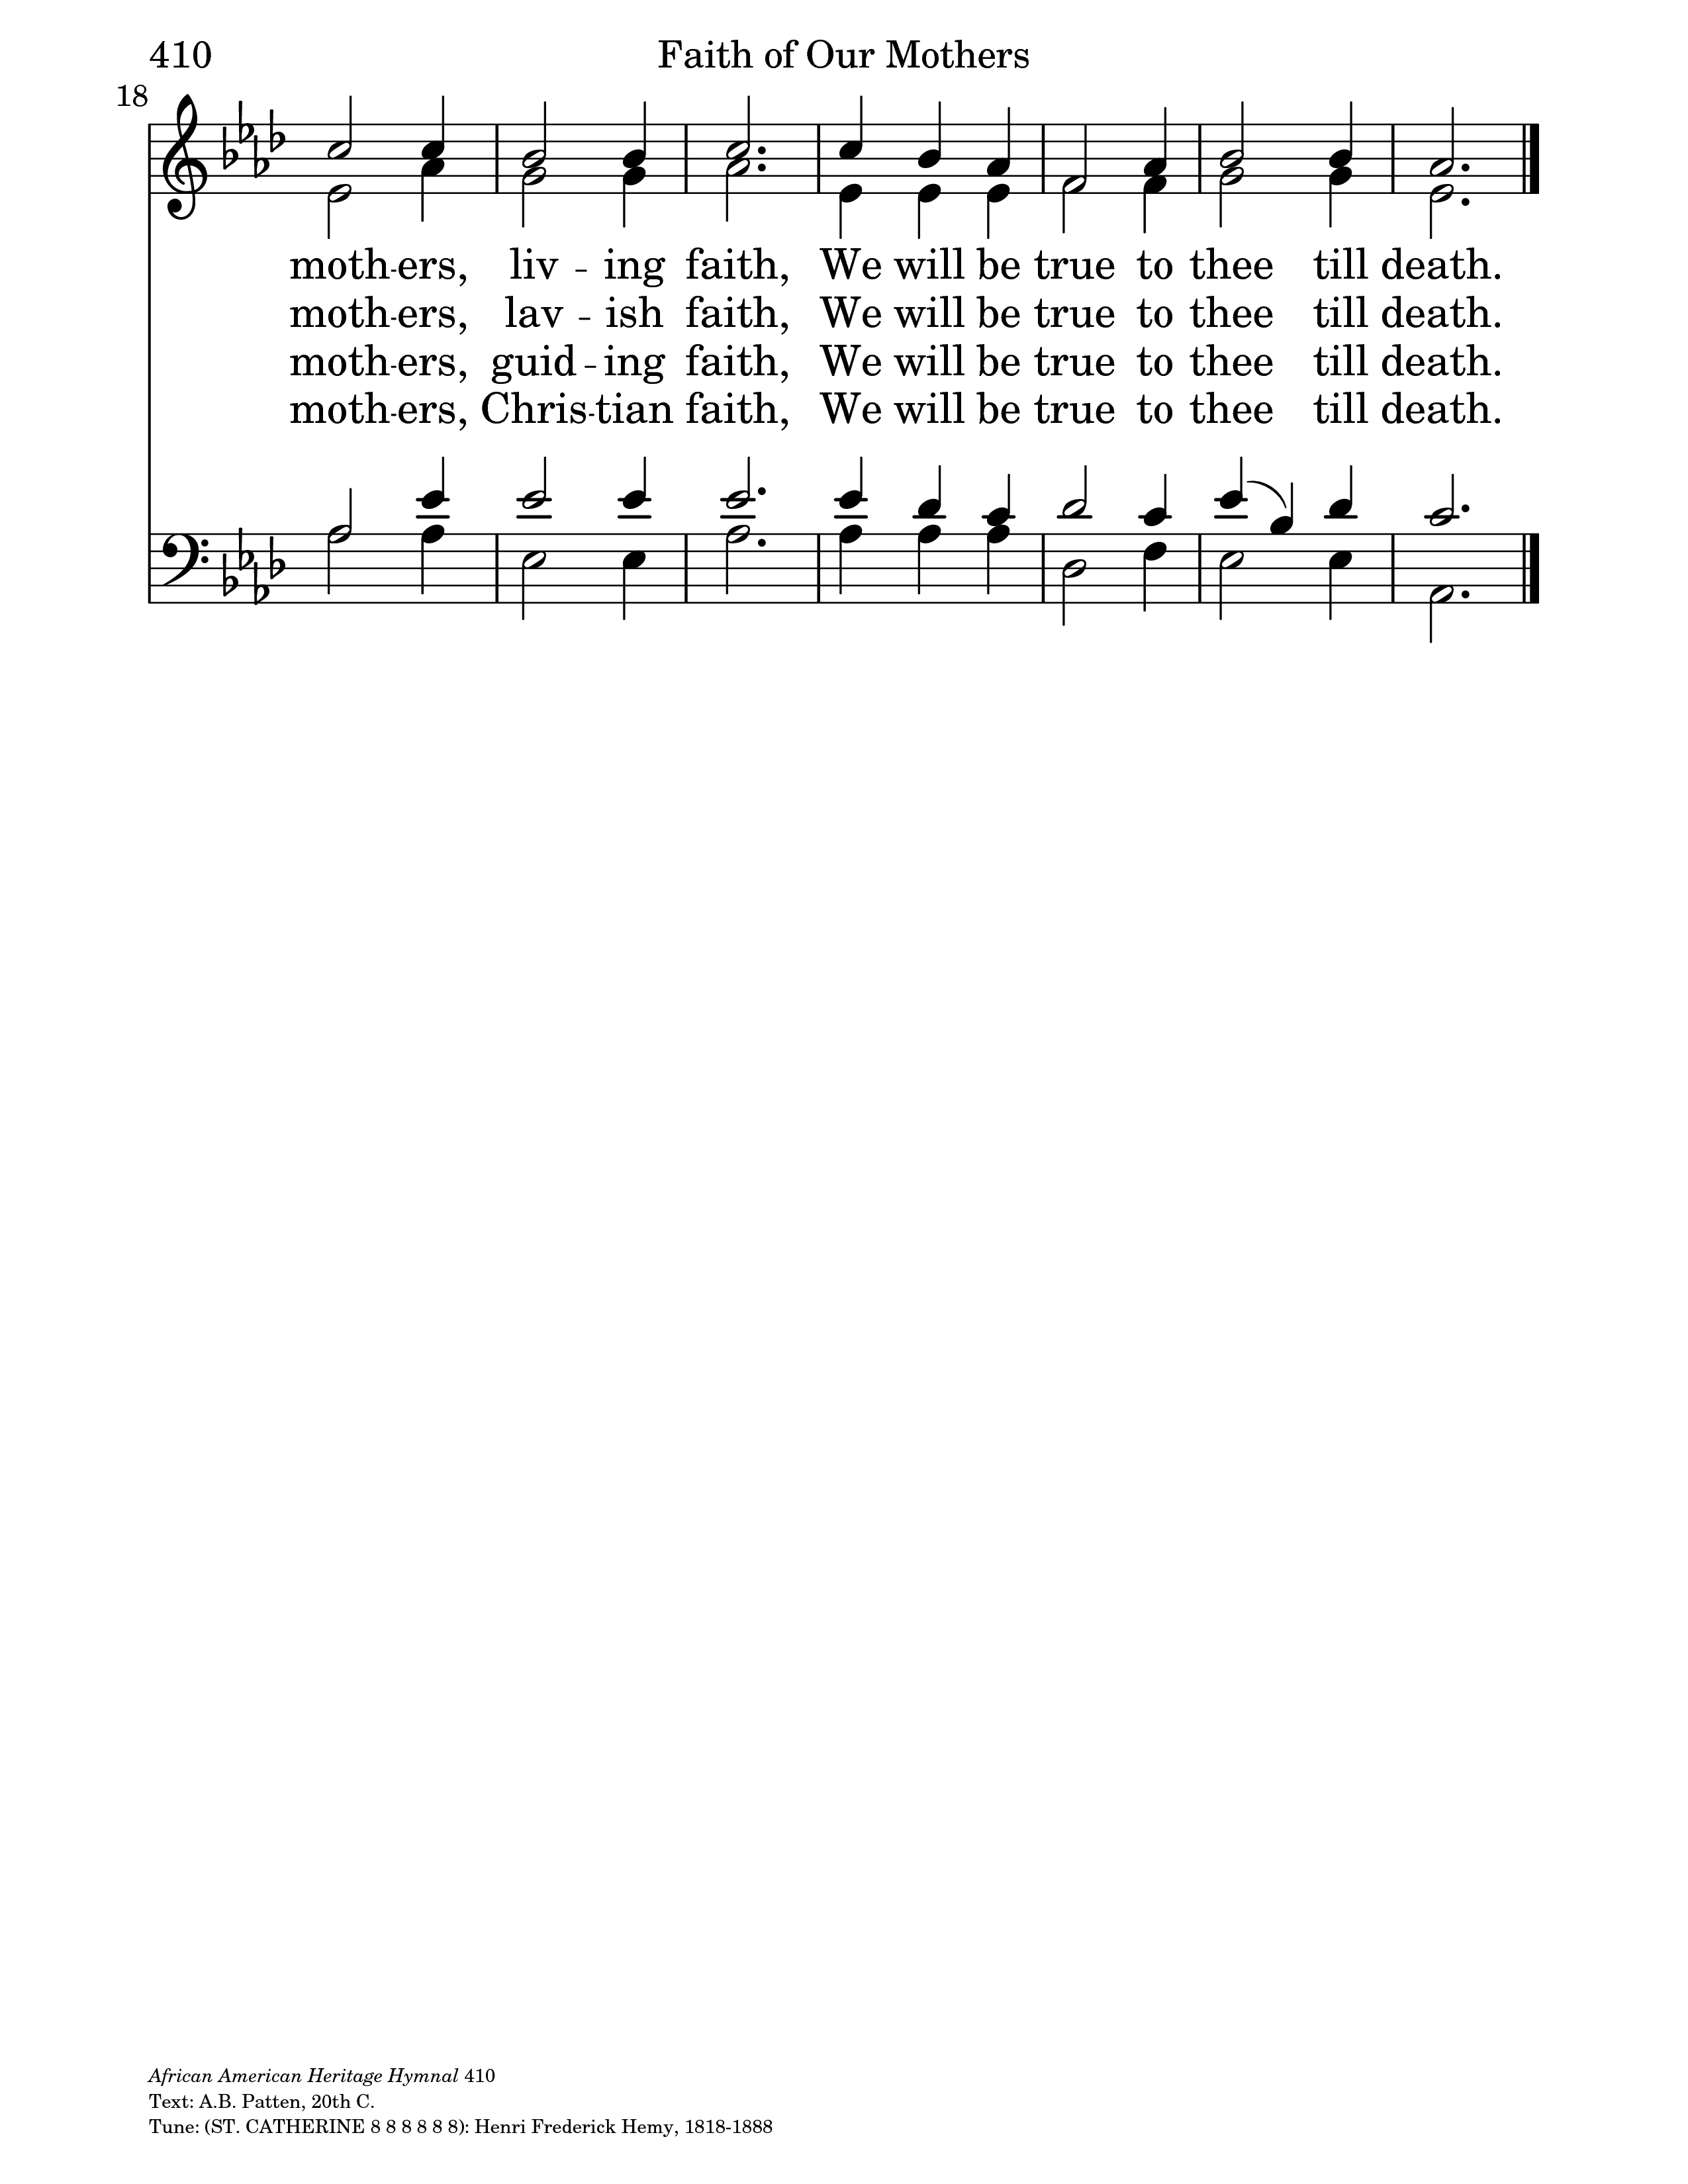 410 Faith of Our Mothers
18
moth - ers, liv - ing faith, We will be true to thee till death.
moth - ers, lav - ish faith, We will be true to thee till death.
moth - ers, guid - ing faith, We will be true to thee till death.
moth - ers, Chris - tian faith, We will be true to thee till death.
African American Heritage Hymnal 410
Text: A.B. Patten, 20th C.
Tune: (ST. CATHERINE 8 8 8 8 8 8): Henri Frederick Hemy, 1818-1888